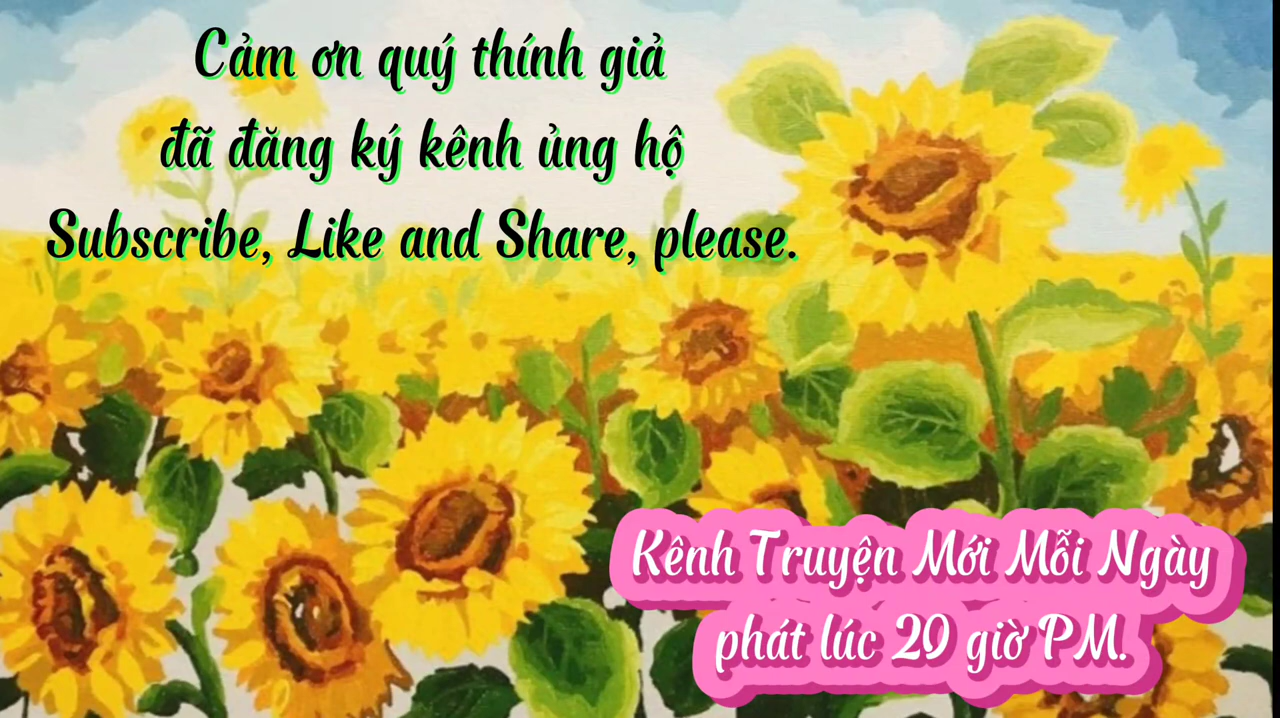 Cảm ơn quý thính giả
đã đăng ký kênh ủng hộ
Subscribe, Like and Share, please.
Kênh Truyện Mới Mỗi Ngày
phát lúc 20 giờ PM.